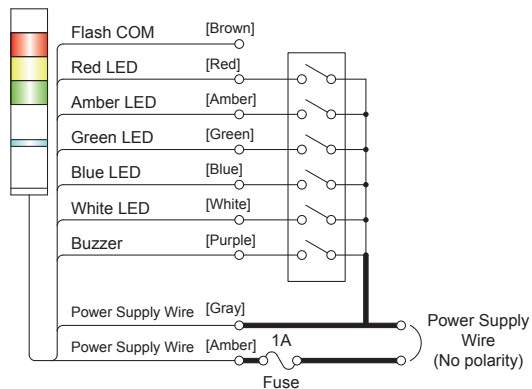 Flash COM [Brown]
Red LED [Red]
Amber LED [Amber]
Green LED [Green]
Blue LED [Blue]
White LED [White]
Buzzer [Purple]
Power Supply Wire [Gray]
Power Supply Wire [Amber] 1A
Fuse
Power Supply
Wire
(No polarity)